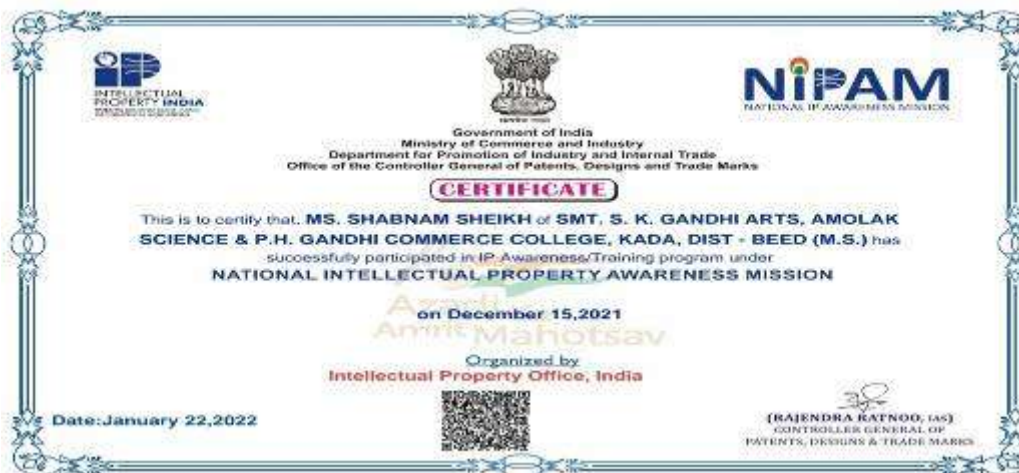 INTELLECTUAL
PROPERTY INDIA
NiPAM
NATIONAL IP AWARENESS MISSION
Government of India
Ministry of Commerce and Industry
Department for Promotion of Industry and Internal Trade
Office of the Controller General of Patents, Designs and Trade Marks
CERTIFICATE
This is to certify that, MS. SHABNAM SHEIKH of SMT, S. K. GANDHI ARTS, AMOLAK
SCIENCE & P.H. GANDHI COMMERCE COLLEGE, KADA, DIST - BEED (M.S.) has
successfully participated in IP Awareness/Training program under
NATIONAL INTELLECTUAL PROPERTY AWARENESS MISSION
on December 15,2021
Azadi
Amrit Mahotsav
Organized by
Intellectual Property Office, India
Date:January 22,2022
(RAJENDRA RATNOO, IAS)
CONTROLLER GENERAL OF
PATENTS, DESIGNS & TRADE MARKS